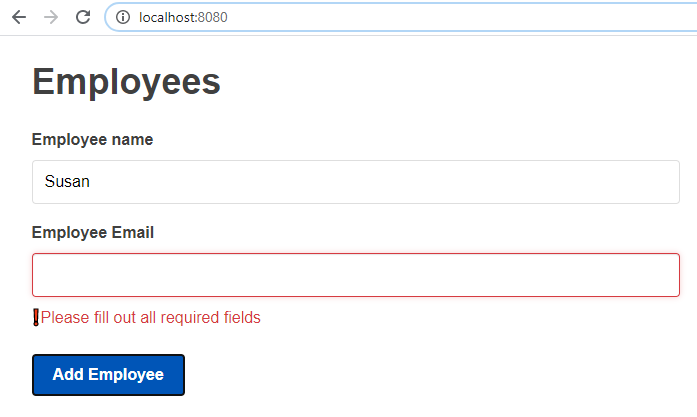 localhost:8080
Employees
Employee name
Susan
Employee Email
❗Please fill out all required fields
Add Employee